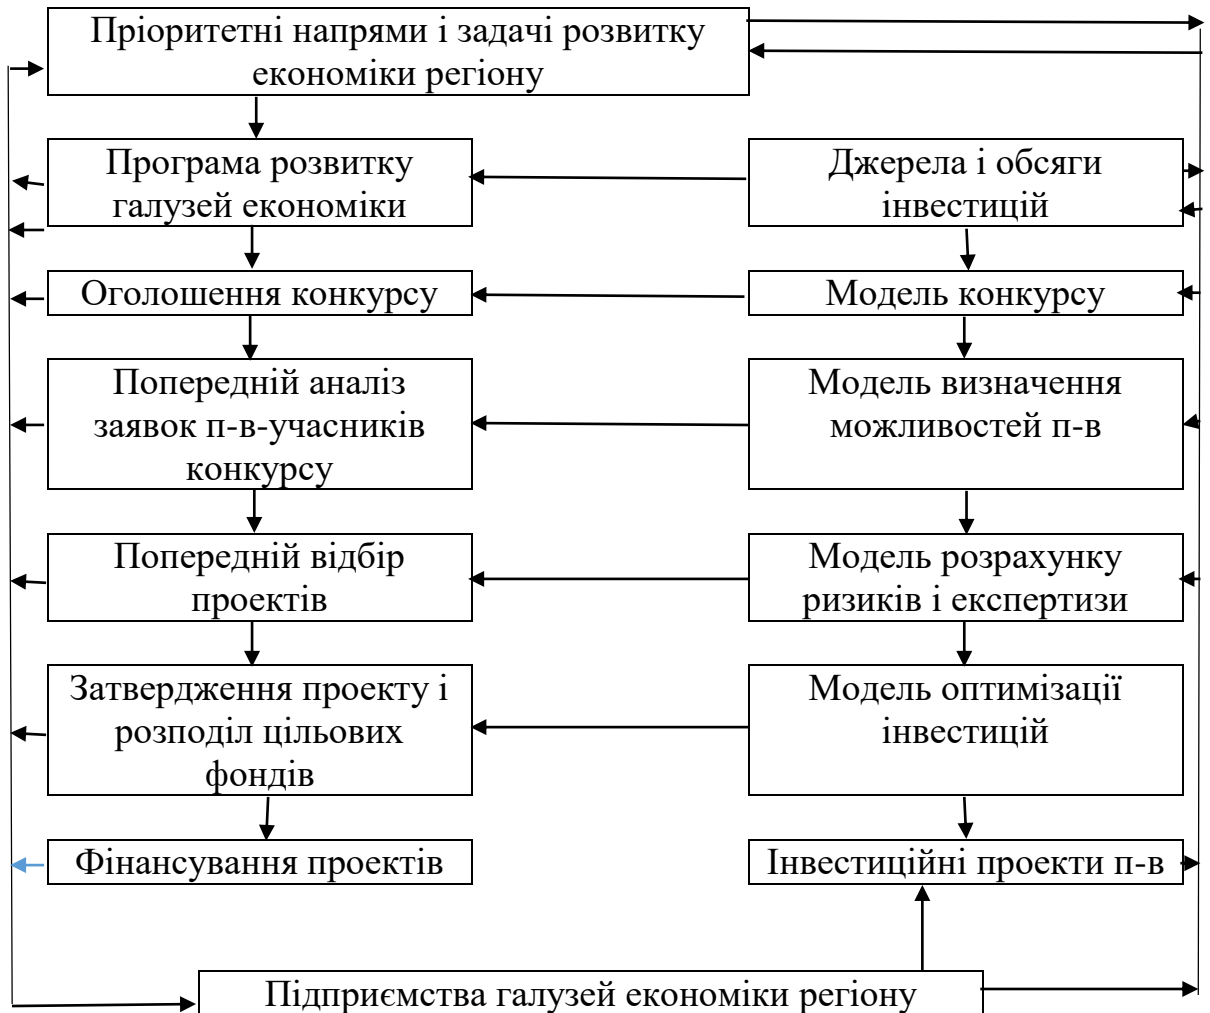 Пріоритетні напрями і задачі розвитку
економіки регіону
Програма розвитку
галузей економіки
Джерела і обсяги
інвестицій
Оголошення конкурсу
Модель конкурсу
Попередній аналіз
заявок п-в-учасників
конкурсу
Модель визначення
можливостей п-в
Попередній відбір
проектів
Модель розрахунку
ризиків і експертизи
Затвердження проекту і
розподіл цільових
фондів
Модель оптимізації
інвестицій
Фінансування проектів
Інвестиційні проекти п-в
Підприємства галузей економіки регіону